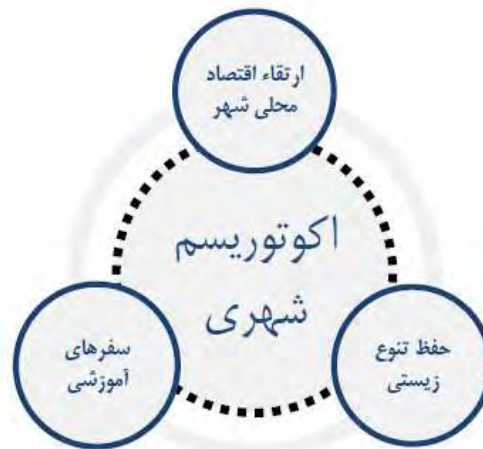 ارتقاء اقتصاد
محلی شهر
اکوتوریسم
شهری
حفظ تنوع
زیستی
سفرهای
آموزشی